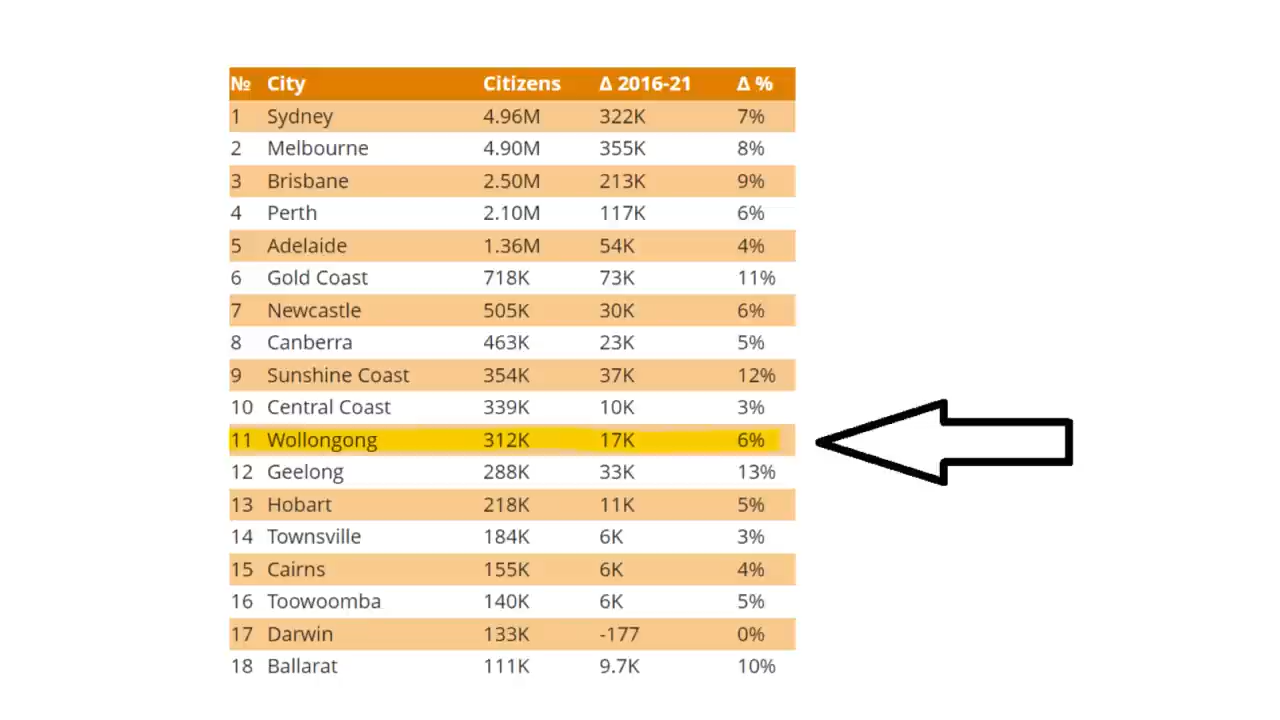 № City Citizens Δ 2016-21 Δ %
1 Sydney 4.96M 322K 7%
2 Melbourne 4.90M 355K 8%
3 Brisbane 2.50M 213K 9%
4 Perth 2.10M 117K 6%
5 Adelaide 1.36M 54K 4%
6 Gold Coast 718K 73K 11%
7 Newcastle 505K 30K 6%
8 Canberra 463K 23K 5%
9 Sunshine Coast 354K 37K 12%
10 Central Coast 339K 10K 3%
11 Wollongong 312K 17K 6%
12 Geelong 288K 33K 13%
13 Hobart 218K 11K 5%
14 Townsville 184K 6K 3%
15 Cairns 155K 6K 4%
16 Toowoomba 140K 6K 5%
17 Darwin 133K -177 0%
18 Ballarat 111K 9.7K 10%